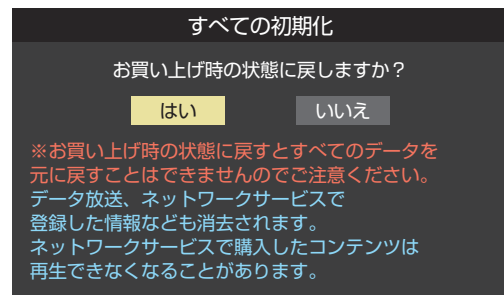 すべての初期化
お買い上げ時の状態に戻しますか？
はい いいえ
※お買い上げ時の状態に戻すとすべてのデータを
元に戻すことはできませんのでご注意ください。
データ放送、ネットワークサービスで
登録した情報なども消去されます。
ネットワークサービスで購入したコンテンツは
再生できなくなることがあります。